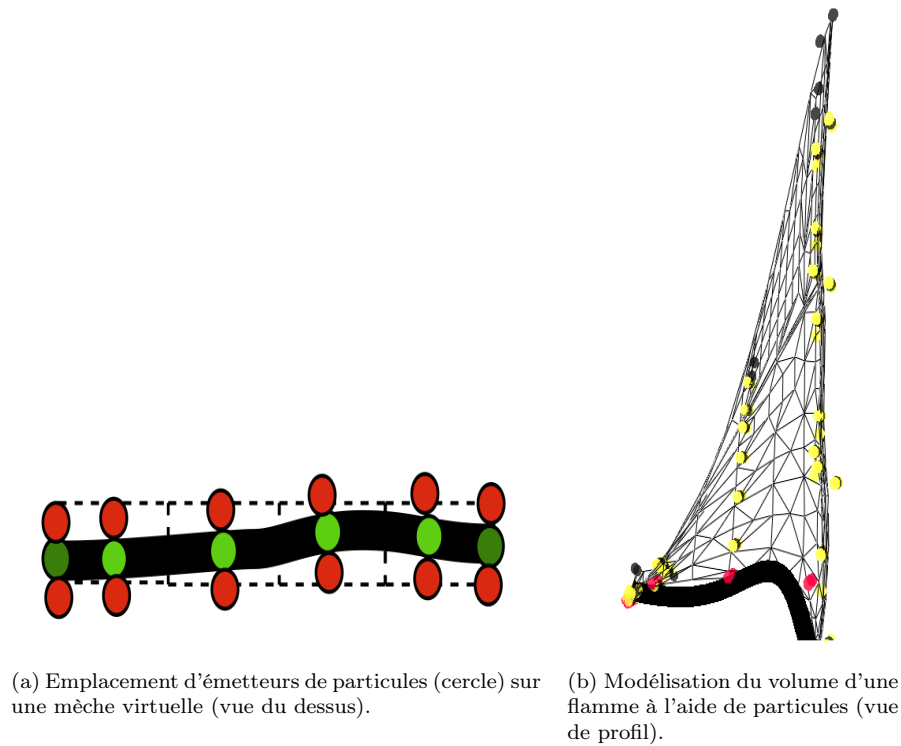 (a) Emplacement d'émetteurs de particules (cercle) sur
une mèche virtuelle (vue du dessus).
(b) Modélisation du volume d'une
flamme à l'aide de particules (vue
de profil).